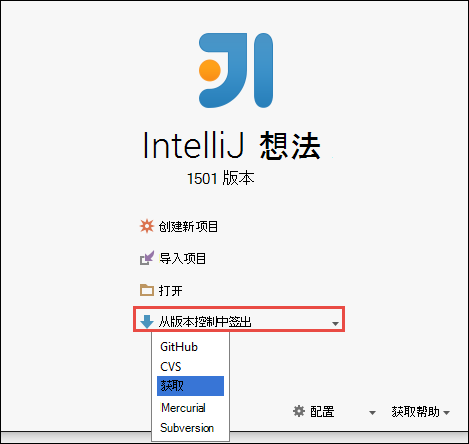 IntelliJ 想法
1501 版本
创建新项目
导入项目
打开
从版本控制中签出
GitHub
CVS
获取
Mercurial
Subversion
配置
获取帮助